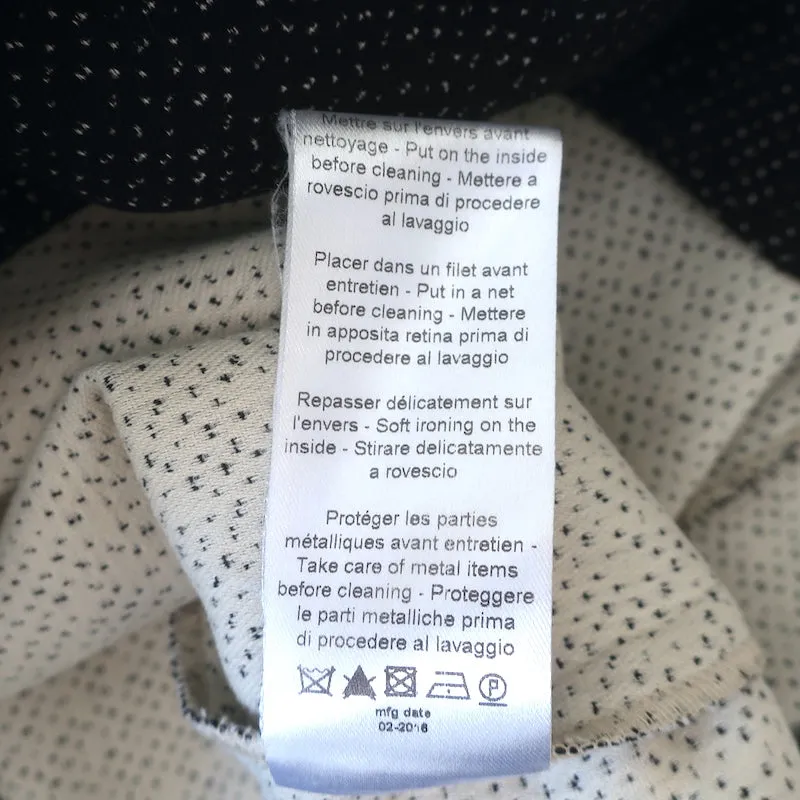 Mettre sur l'envers avant
nettoyage - Put on the inside
before cleaning - Mettere a
rovescio prima di procedere
al lavaggio
Placer dans un filet avant
entretien - Put in a net
before cleaning - Mettere
in apposita retina prima di
procedere al lavaggio
Repasser délicatement sur
l'envers - Soft ironing on the
inside - Stirare delicatamente
a rovescio
Protéger les parties
métalliques avant entretien -
Take care of metal items
before cleaning - Proteggere
le parti metalliche prima
di procedere al lavaggio
P
mfg date
02-2016